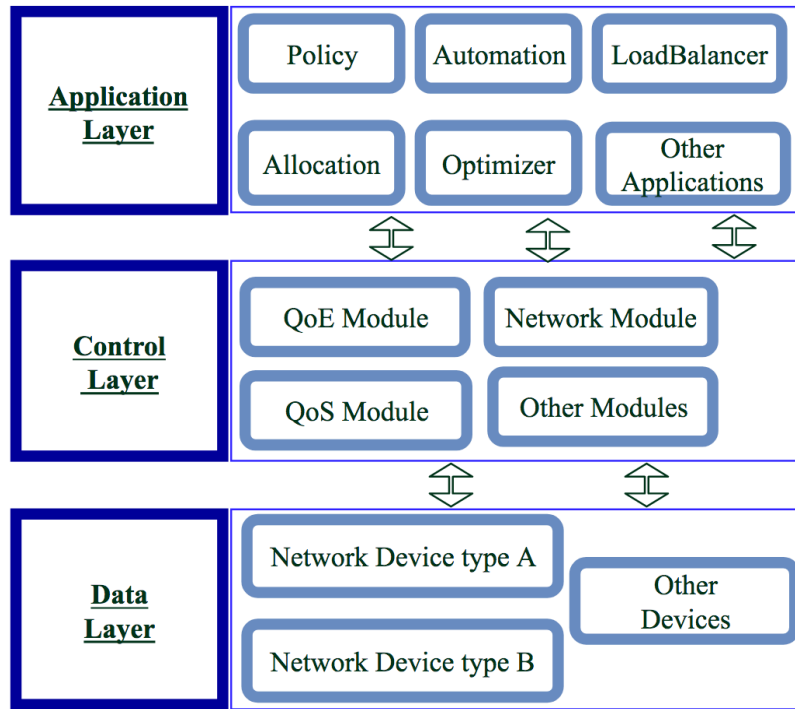 Application
Layer
Policy
Automation
LoadBalancer
Allocation
Optimizer
Other
Applications
Control
Layer
QoE Module
Network Module
QoS Module
Other Modules
Data
Layer
Network Device type A
Other
Devices
Network Device type B